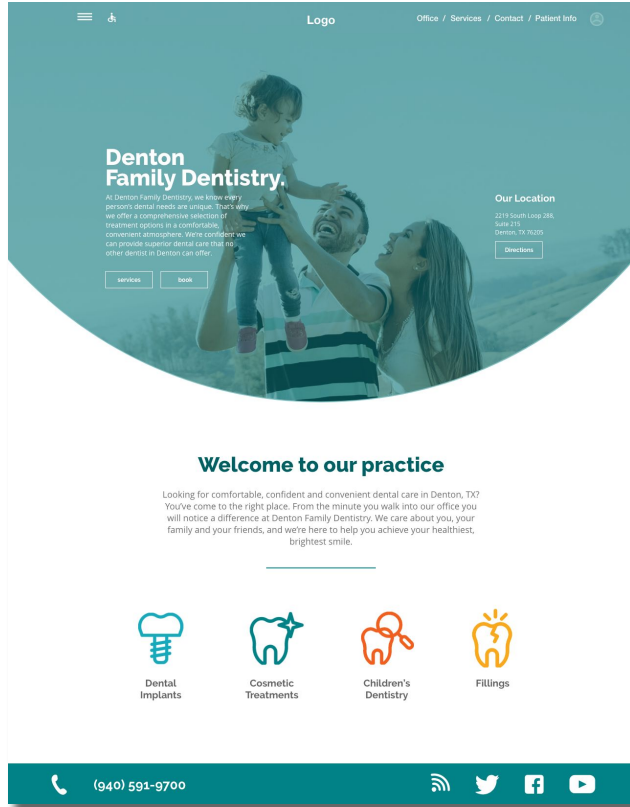 Logo
Office / Services / Contact / Patient Info
Denton
Family Dentistry.
At Denton Family Dentistry, we know every
person's dental needs are unique. That's why
we offer a comprehensive selection of
treatment options in a comfortable,
convenient atmosphere. We're confident we
can provide superior dental care that no
other dentist in Denton can offer.
services
book
Our Location
2219 South Loop 288,
Suite 215
Denton, TX 76205
Directions
Welcome to our practice
Looking for comfortable, confident and convenient dental care in Denton, TX?
You've come to the right place. From the minute you walk into our office you
will notice a difference at Denton Family Dentistry. We care about you, your
family and your friends, and we're here to help you achieve your healthiest,
brightest smile.
Dental
Implants
Cosmetic
Treatments
Children's
Dentistry
Fillings
(940) 591-9700